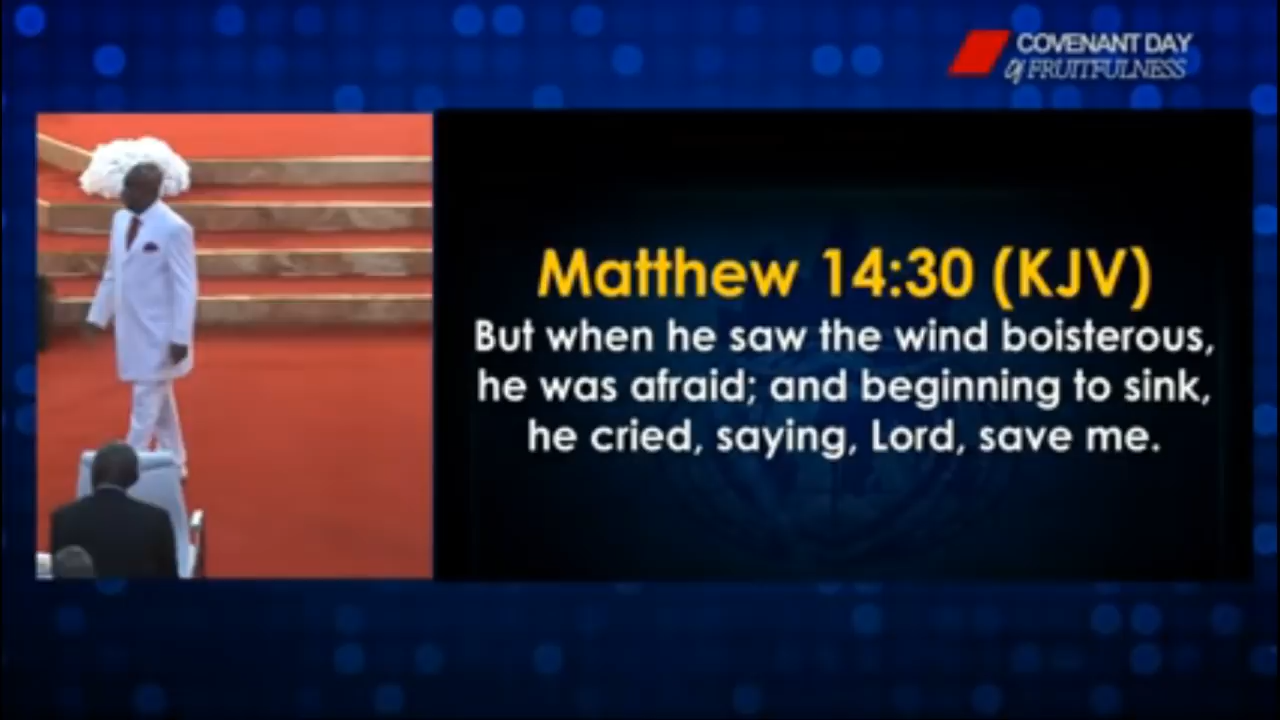 COVENANT DAY
of FRUITFULNESS
Matthew 14:30 (KJV)
But when he saw the wind boisterous,
he was afraid; and beginning to sink,
he cried, saying, Lord, save me.